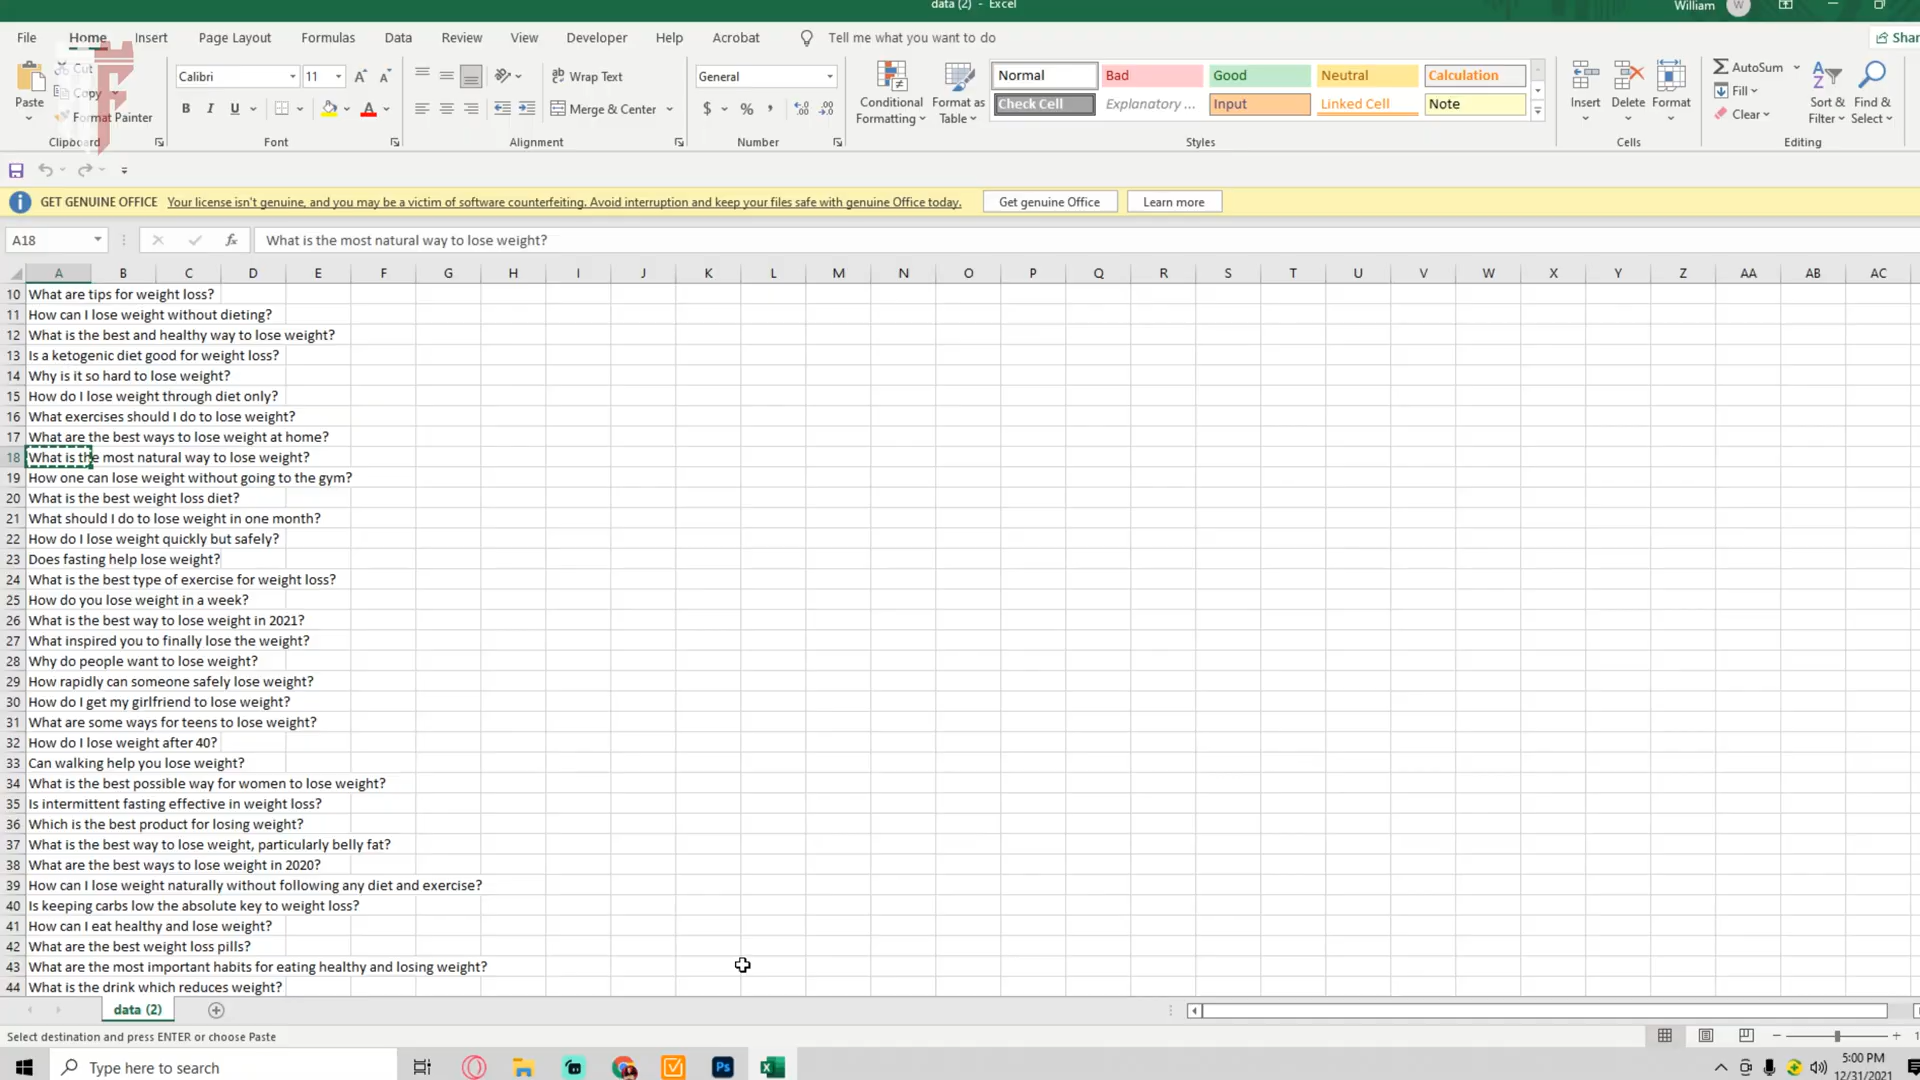 data (2) - Excel
William W
File Home Insert Page Layout Formulas Data Review View Developer Help Acrobat Tell me what you want to do Shar
Cut
Copy
Format Painter
Paste
Clipboard
Calibri 11
B I U
Font
Wrap Text
Merge & Center
Alignment
General
$ % ,
Number
Conditional Formatting
Format as Table
Normal Bad Good Neutral Calculation
Check Cell Explanatory ... Input Linked Cell Note
Styles
Insert Delete Format
Cells
AutoSum
Fill
Clear
Sort & Filter
Find & Select
Editing
GET GENUINE OFFICE Your license isn't genuine, and you may be a victim of software counterfeiting. Avoid interruption and keep your files safe with genuine Office today. Get genuine Office Learn more
A18 fx What is the most natural way to lose weight?
A B C D E F G H I J K L M N O P Q R S T U V W X Y Z AA AB AC
10 What are tips for weight loss?
11 How can I lose weight without dieting?
12 What is the best and healthy way to lose weight?
13 Is a ketogenic diet good for weight loss?
14 Why is it so hard to lose weight?
15 How do I lose weight through diet only?
16 What exercises should I do to lose weight?
17 What are the best ways to lose weight at home?
18 What is the most natural way to lose weight?
19 How one can lose weight without going to the gym?
20 What is the best weight loss diet?
21 What should I do to lose weight in one month?
22 How do I lose weight quickly but safely?
23 Does fasting help lose weight?
24 What is the best type of exercise for weight loss?
25 How do you lose weight in a week?
26 What is the best way to lose weight in 2021?
27 What inspired you to finally lose the weight?
28 Why do people want to lose weight?
29 How rapidly can someone safely lose weight?
30 How do I get my girlfriend to lose weight?
31 What are some ways for teens to lose weight?
32 How do I lose weight after 40?
33 Can walking help you lose weight?
34 What is the best possible way for women to lose weight?
35 Is intermittent fasting effective in weight loss?
36 Which is the best product for losing weight?
37 What is the best way to lose weight, particularly belly fat?
38 What are the best ways to lose weight in 2020?
39 How can I lose weight naturally without following any diet and exercise?
40 Is keeping carbs low the absolute key to weight loss?
41 How can I eat healthy and lose weight?
42 What are the best weight loss pills?
43 What are the most important habits for eating healthy and losing weight?
44 What is the drink which reduces weight?
data (2)
Select destination and press ENTER or choose Paste
Type here to search
Ps
5:00 PM
12/31/2021